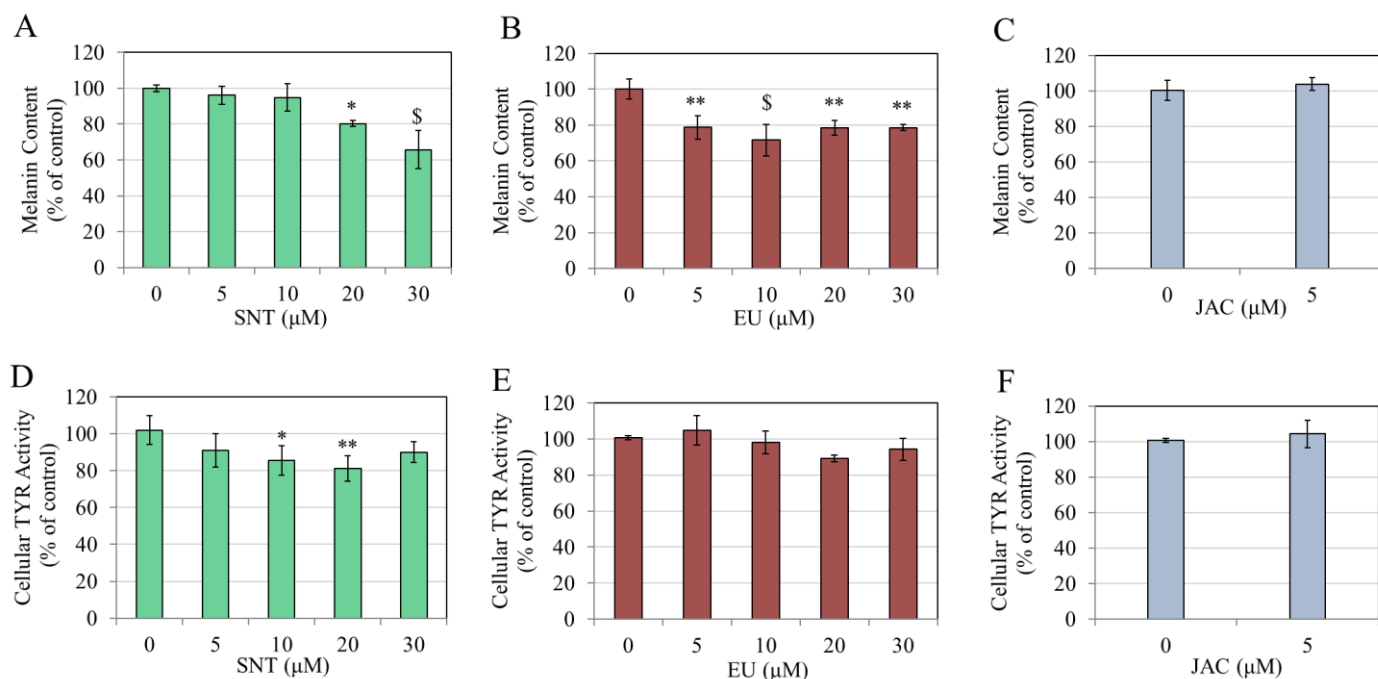 A
Melanin Content
(% of control)
120
100
80
60
40
20
0
*
$
0 5 10 20 30
SNT (μM)
B
Melanin Content
(% of control)
120
100
80
60
40
20
0
** $ ** **
0 5 10 20 30
EU (μM)
C
Melanin Content
(% of control)
120
100
80
60
40
20
0
0 5
JAC (μM)
D
Cellular TYR Activity
(% of control)
120
100
80
60
40
20
0
* **
0 5 10 20 30
SNT (μM)
E
Cellular TYR Activity
(% of control)
120
100
80
60
40
20
0
0 5 10 20 30
EU (μM)
F
Cellular TYR Activity
(% of control)
120
100
80
60
40
20
0
0 5
JAC (μM)